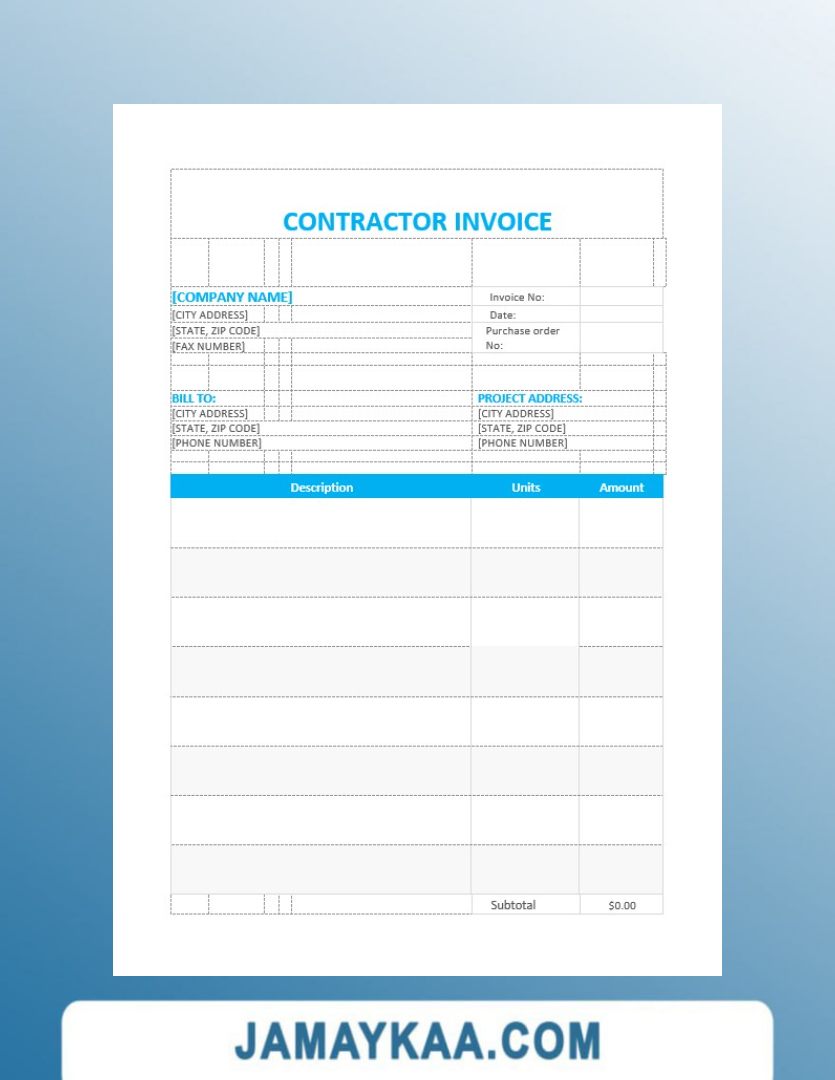 CONTRACTOR INVOICE
[COMPANY NAME]
Invoice No:
[CITY ADDRESS]
Date:
[STATE, ZIP CODE]
Purchase order
No:
[FAX NUMBER]
BILL TO:
PROJECT ADDRESS:
[CITY ADDRESS]
[CITY ADDRESS]
[STATE, ZIP CODE]
[STATE, ZIP CODE]
[PHONE NUMBER]
[PHONE NUMBER]
Description Units Amount
Subtotal $0.00
JAMAYKAA.COM